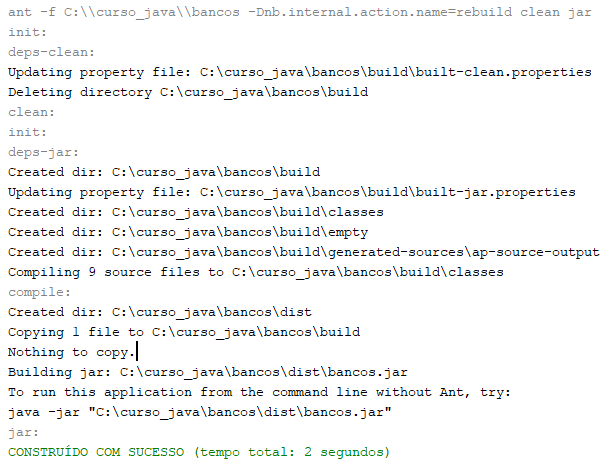 ant -f C:\\curso_java\\bancos -Dnb.internal.action.name=rebuild clean jar
init:
deps-clean:
Updating property file: C:\curso_java\bancos\build\built-clean.properties
Deleting directory C:\curso_java\bancos\build
clean:
init:
deps-jar:
Created dir: C:\curso_java\bancos\build
Updating property file: C:\curso_java\bancos\build\built-jar.properties
Created dir: C:\curso_java\bancos\build\classes
Created dir: C:\curso_java\bancos\build\empty
Created dir: C:\curso_java\bancos\build\generated-sources\ap-source-output
Compiling 9 source files to C:\curso_java\bancos\build\classes
compile:
Created dir: C:\curso_java\bancos\dist
Copying 1 file to C:\curso_java\bancos\build
Nothing to copy.
Building jar: C:\curso_java\bancos\dist\bancos.jar
To run this application from the command line without Ant, try:
java -jar "C:\curso_java\bancos\dist\bancos.jar"
jar:
CONSTRUÍDO COM SUCESSO (tempo total: 2 segundos)